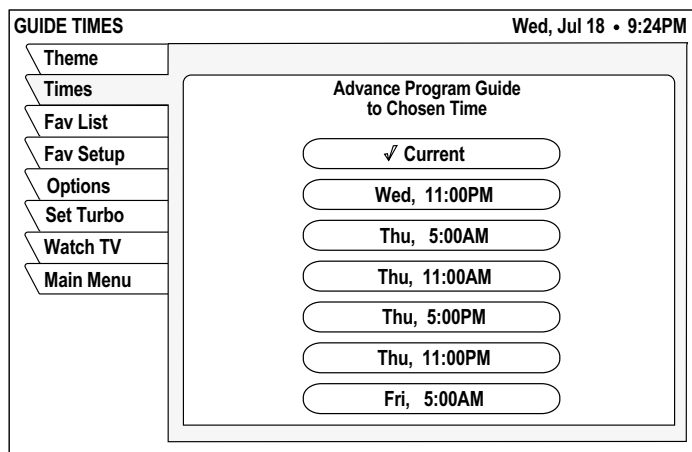 GUIDE TIMES
Wed, Jul 18 • 9:24PM
Theme
Times
Fav List
Fav Setup
Options
Set Turbo
Watch TV
Main Menu
Advance Program Guide
to Chosen Time
√ Current
Wed, 11:00PM
Thu, 5:00AM
Thu, 11:00AM
Thu, 5:00PM
Thu, 11:00PM
Fri, 5:00AM